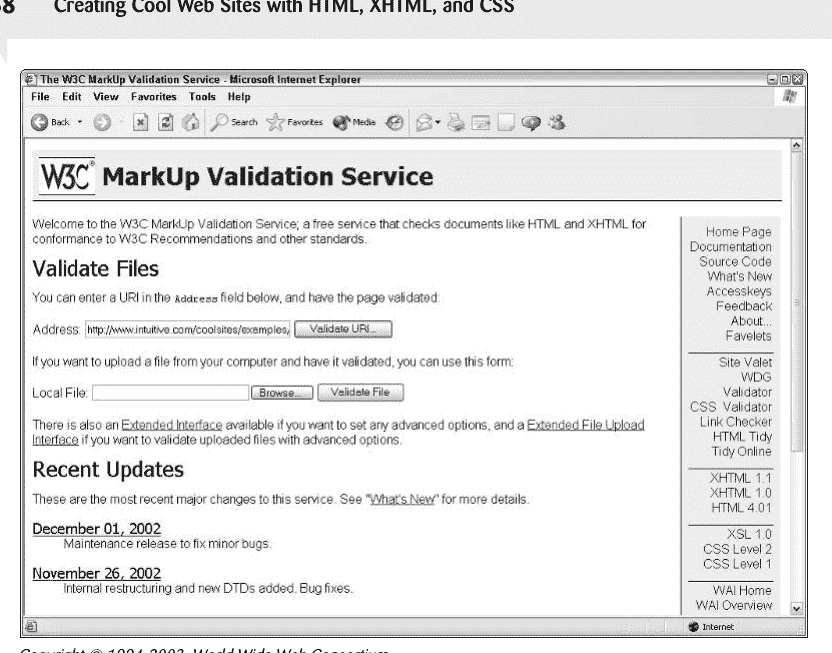 Creating Cool Web Sites with HTML, XHTML, and CSS
The W3C MarkUp Validation Service - Microsoft Internet Explorer
File Edit View Favorites Tools Help
Back Search Favorites Media
W3C® MarkUp Validation Service
Welcome to the W3C MarkUp Validation Service; a free service that checks documents like HTML and XHTML for
conformance to W3C Recommendations and other standards.
Validate Files
You can enter a URI in the Address field below, and have the page validated:
Address: http://www.intuitive.com/coolsites/examples, Validate URI...
If you want to upload a file from your computer and have it validated, you can use this form:
Local File: Browse... Validate File
There is also an Extended Interface available if you want to set any advanced options, and a Extended File Upload
Interface if you want to validate uploaded files with advanced options.
Recent Updates
These are the most recent major changes to this service. See "What's New" for more details.
December 01, 2002
Maintenance release to fix minor bugs.
November 26, 2002
Internal restructuring and new DTDs added. Bug fixes.
Home Page
Documentation
Source Code
What's New
Accesskeys
Feedback
About...
Favelets
Site Valet
WDG
Validator
CSS Validator
Link Checker
HTML Tidy
Tidy Online
XHTML 1.1
XHTML 1.0
HTML 4.01
XSL 1.0
CSS Level 2
CSS Level 1
WAI Home
WAI Overview
Internet
Copyright © 1994-2003 World Wide Web Consortium